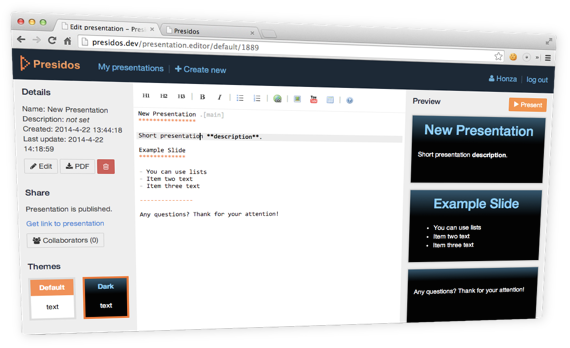 Edit presentation – Presi
Presidos
presidos.dev/presentation.editor/default/1889
Presidos
My presentations
+ Create new
Honza
log out
Details
Name: New Presentation
Description: not set
Created: 2014-4-22 13:44:18
Last update: 2014-4-22
14:18:59
Edit
PDF
Share
Presentation is published.
Get link to presentation
Collaborators (0)
Themes
Default
text
Dark
text
H1 H2 H3 B I
New Presentation .[main]
***************
Short presentation **description**.
Example Slide
*************
- You can use lists
- Item two text
- Item three text
---------------
Any questions? Thank for your attention!
Preview
Present
New Presentation
Short presentation description.
Example Slide
• You can use lists
• Item two text
• Item three text
Any questions? Thank for your attention!